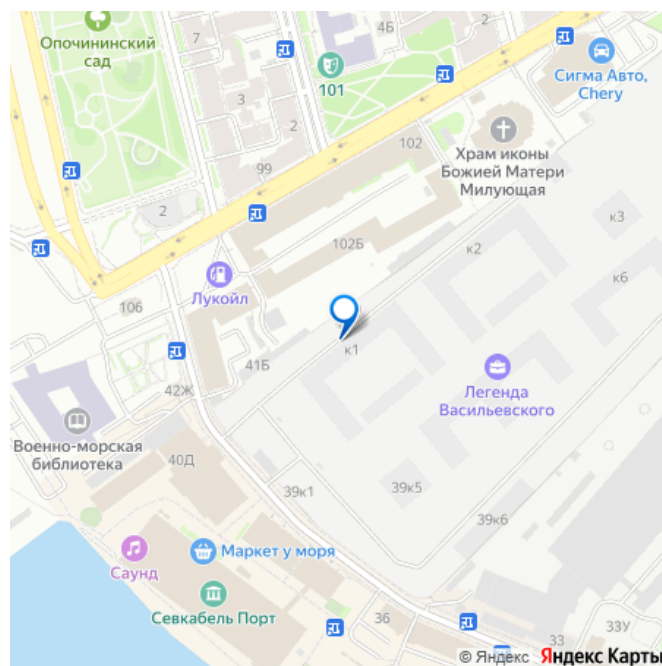 Опочининский
сад
7
4Б
101
Сигма Авто,
Chery
3
2
102
Храм иконы
Божией Матери
Милующая
99
2
к3
к2
102Б
к6
Лукойл
106
к1
41Б
Легенда
Васильевского
42Ж
Военно-морская
библиотека
40Д
39к1
39к5
39к6
Маркет у моря
Саунд
Севкабель Порт
36
33
33У
© Яндекс Яндекс Карты